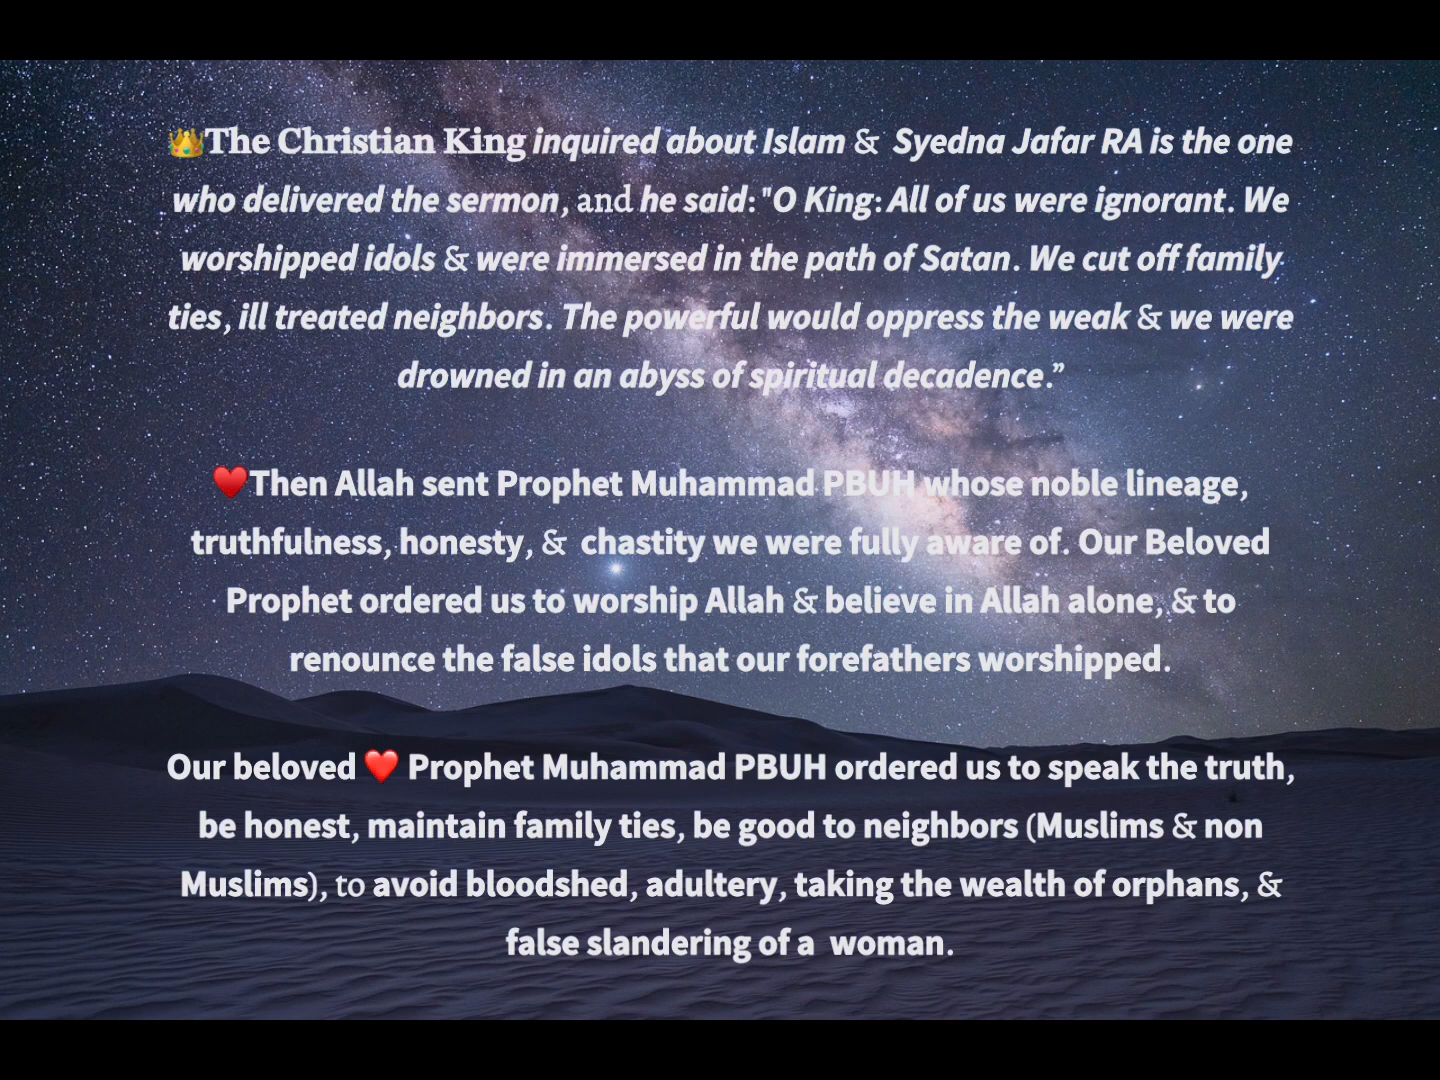 👑The Christian King inquired about Islam & Syedna Jafar RA is the one
who delivered the sermon, and he said: "O King: All of us were ignorant. We
worshipped idols & were immersed in the path of Satan. We cut off family
ties, ill treated neighbors. The powerful would oppress the weak & we were
drowned in an abyss of spiritual decadence.”
❤️Then Allah sent Prophet Muhammad PBUH whose noble lineage,
truthfulness, honesty, & chastity we were fully aware of. Our Beloved
Prophet ordered us to worship Allah & believe in Allah alone, & to
renounce the false idols that our forefathers worshipped.
Our beloved ❤️ Prophet Muhammad PBUH ordered us to speak the truth,
be honest, maintain family ties, be good to neighbors (Muslims & non
Muslims), to avoid bloodshed, adultery, taking the wealth of orphans, &
false slandering of a woman.